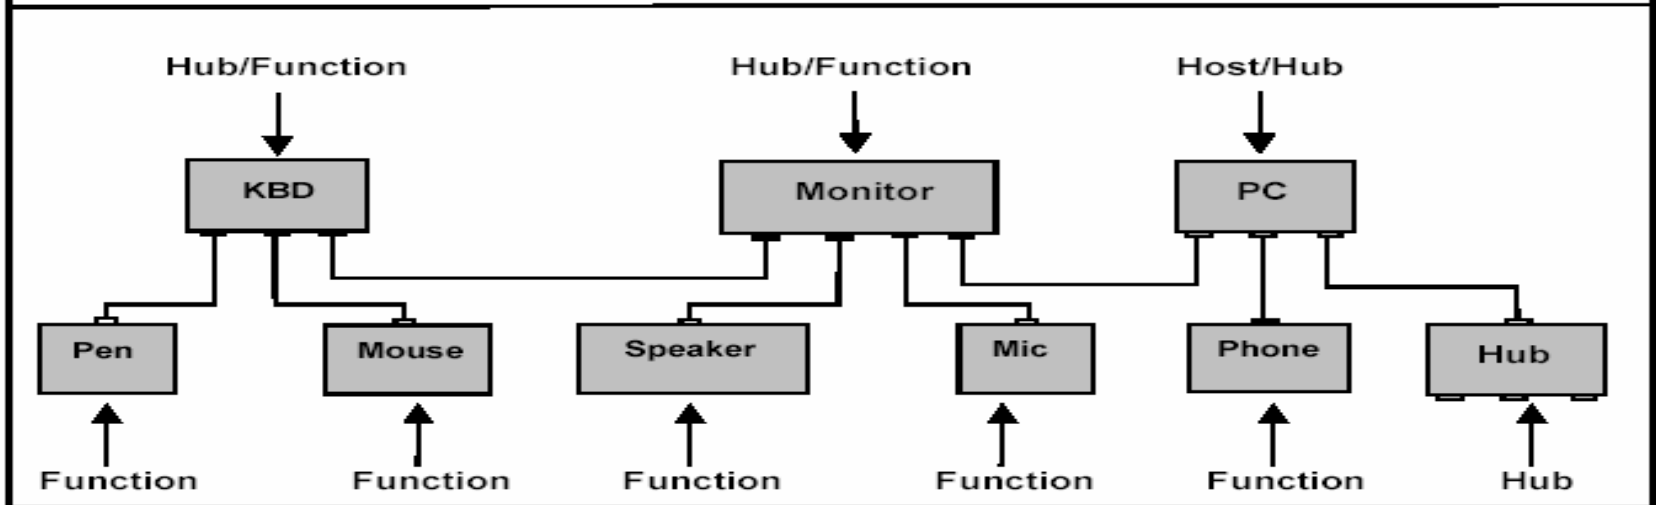 Hub/Function Hub/Function Host/Hub
KBD Monitor PC
Pen Mouse Speaker Mic Phone Hub
Function Function Function Function Function Hub